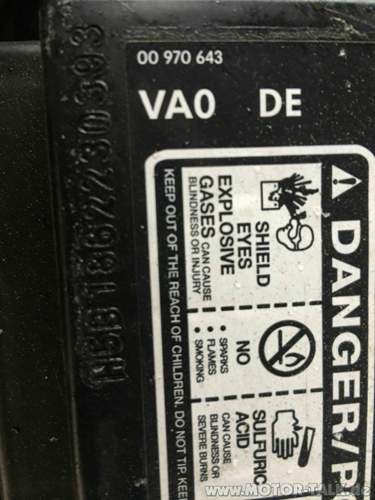 00 970 643
VA0 DE
DANGER/P
SHIELD
EYES
EXPLOSIVE
GASES CAN CAUSE
BLINDNESS OR INJURY
NO
• SPARKS
• FLAMES
• SMOKING
SULFURIC
ACID
CAN CAUSE
BLINDNESS OR
SEVERE BURNS
KEEP OUT OF THE REACH OF CHILDREN. DO NOT TIP. KEEP
© www.MOTOR-TALK.de